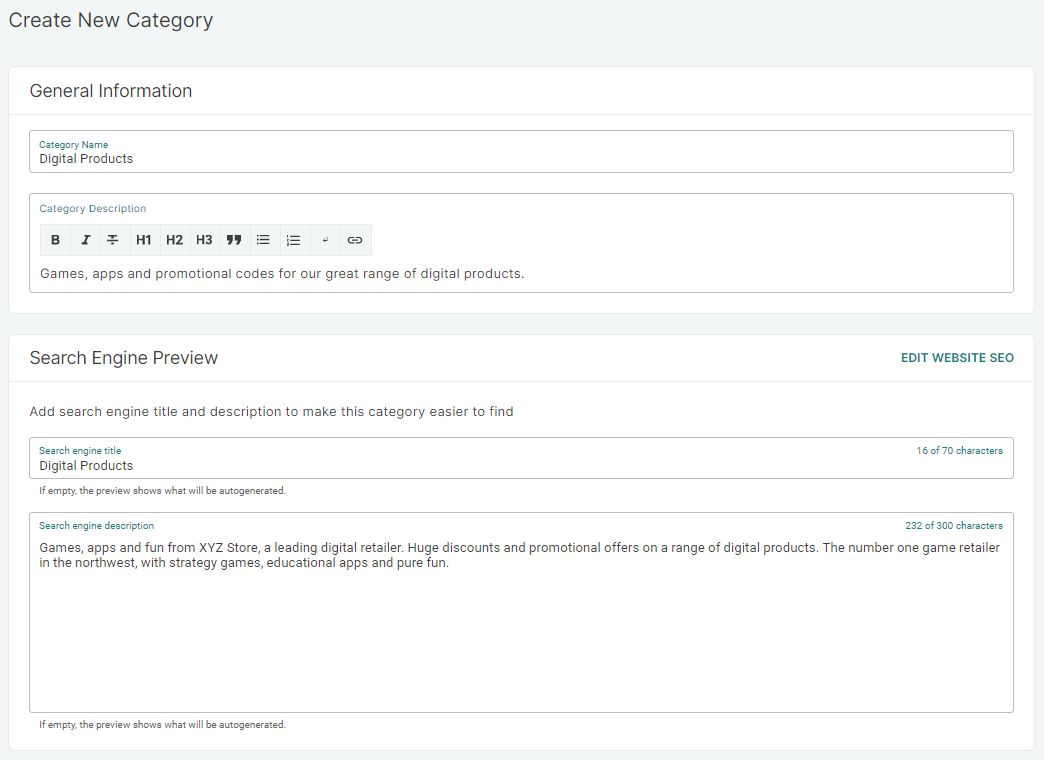 Create New Category
General Information
Category Name
Digital Products
Category Description
B I T H1 H2 H3
Games, apps and promotional codes for our great range of digital products.
Search Engine Preview
EDIT WEBSITE SEO
Add search engine title and description to make this category easier to find
Search engine title
16 of 70 characters
Digital Products
If empty, the preview shows what will be autogenerated.
Search engine description
232 of 300 characters
Games, apps and fun from XYZ Store, a leading digital retailer. Huge discounts and promotional offers on a range of digital products. The number one game retailer
in the northwest, with strategy games, educational apps and pure fun.
If empty, the preview shows what will be autogenerated.